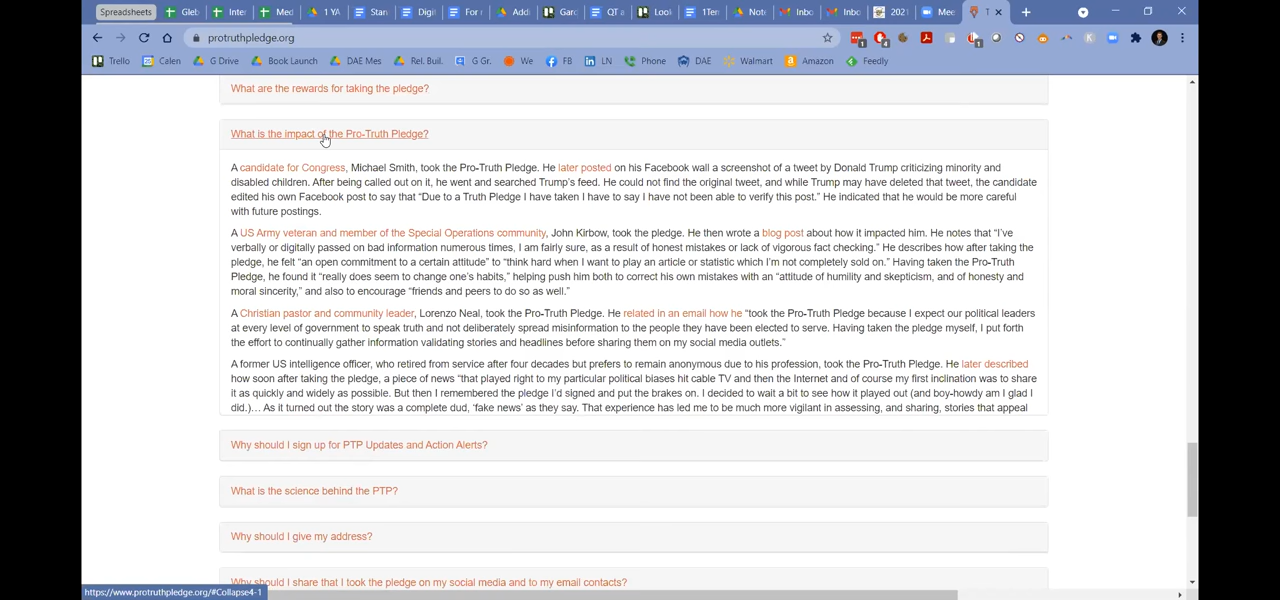 Spreadsheets Gleb Inter Med 1 YA Stan Digit For r Addi Gard QT a Look 1Ten Note Inbo Inbo 2021 Mee T
protruthpledge.org
Trello Calen G Drive Book Launch DAE Mes Rel. Buil. G Gr. We FB LN Phone DAE Walmart Amazon Feedly
What are the rewards for taking the pledge?
What is the impact of the Pro-Truth Pledge?
A candidate for Congress, Michael Smith, took the Pro-Truth Pledge. He later posted on his Facebook wall a screenshot of a tweet by Donald Trump criticizing minority and
disabled children. After being called out on it, he went and searched Trump's feed. He could not find the original tweet, and while Trump may have deleted that tweet, the candidate
edited his own Facebook post to say that “Due to a Truth Pledge I have taken I have to say I have not been able to verify this post.” He indicated that he would be more careful
with future postings.
A US Army veteran and member of the Special Operations community, John Kirbow, took the pledge. He then wrote a blog post about how it impacted him. He notes that “I've
verbally or digitally passed on bad information numerous times, I am fairly sure, as a result of honest mistakes or lack of vigorous fact checking.” He describes how after taking the
pledge, he felt “an open commitment to a certain attitude” to “think hard when I want to play an article or statistic which I'm not completely sold on.” Having taken the Pro-Truth
Pledge, he found it “really does seem to change one's habits,” helping push him both to correct his own mistakes with an “attitude of humility and skepticism, and of honesty and
moral sincerity,” and also to encourage “friends and peers to do so as well.”
A Christian pastor and community leader, Lorenzo Neal, took the Pro-Truth Pledge. He related in an email how he “took the Pro-Truth Pledge because I expect our political leaders
at every level of government to speak truth and not deliberately spread misinformation to the people they have been elected to serve. Having taken the pledge myself, I put forth
the effort to continually gather information validating stories and headlines before sharing them on my social media outlets.”
A former US intelligence officer, who retired from service after four decades but prefers to remain anonymous due to his profession, took the Pro-Truth Pledge. He later described
how soon after taking the pledge, a piece of news “that played right to my particular political biases hit cable TV and then the Internet and of course my first inclination was to share
it as quickly and widely as possible. But then I remembered the pledge I'd signed and put the brakes on. I decided to wait a bit to see how it played out (and boy-howdy am I glad I
did.)… As it turned out the story was a complete dud, ‘fake news’ as they say. That experience has led me to be much more vigilant in assessing, and sharing, stories that appeal
Why should I sign up for PTP Updates and Action Alerts?
What is the science behind the PTP?
Why should I give my address?
Why should I share that I took the pledge on my social media and to my email contacts?
https://www.protruthpledge.org/#Collapse4-1